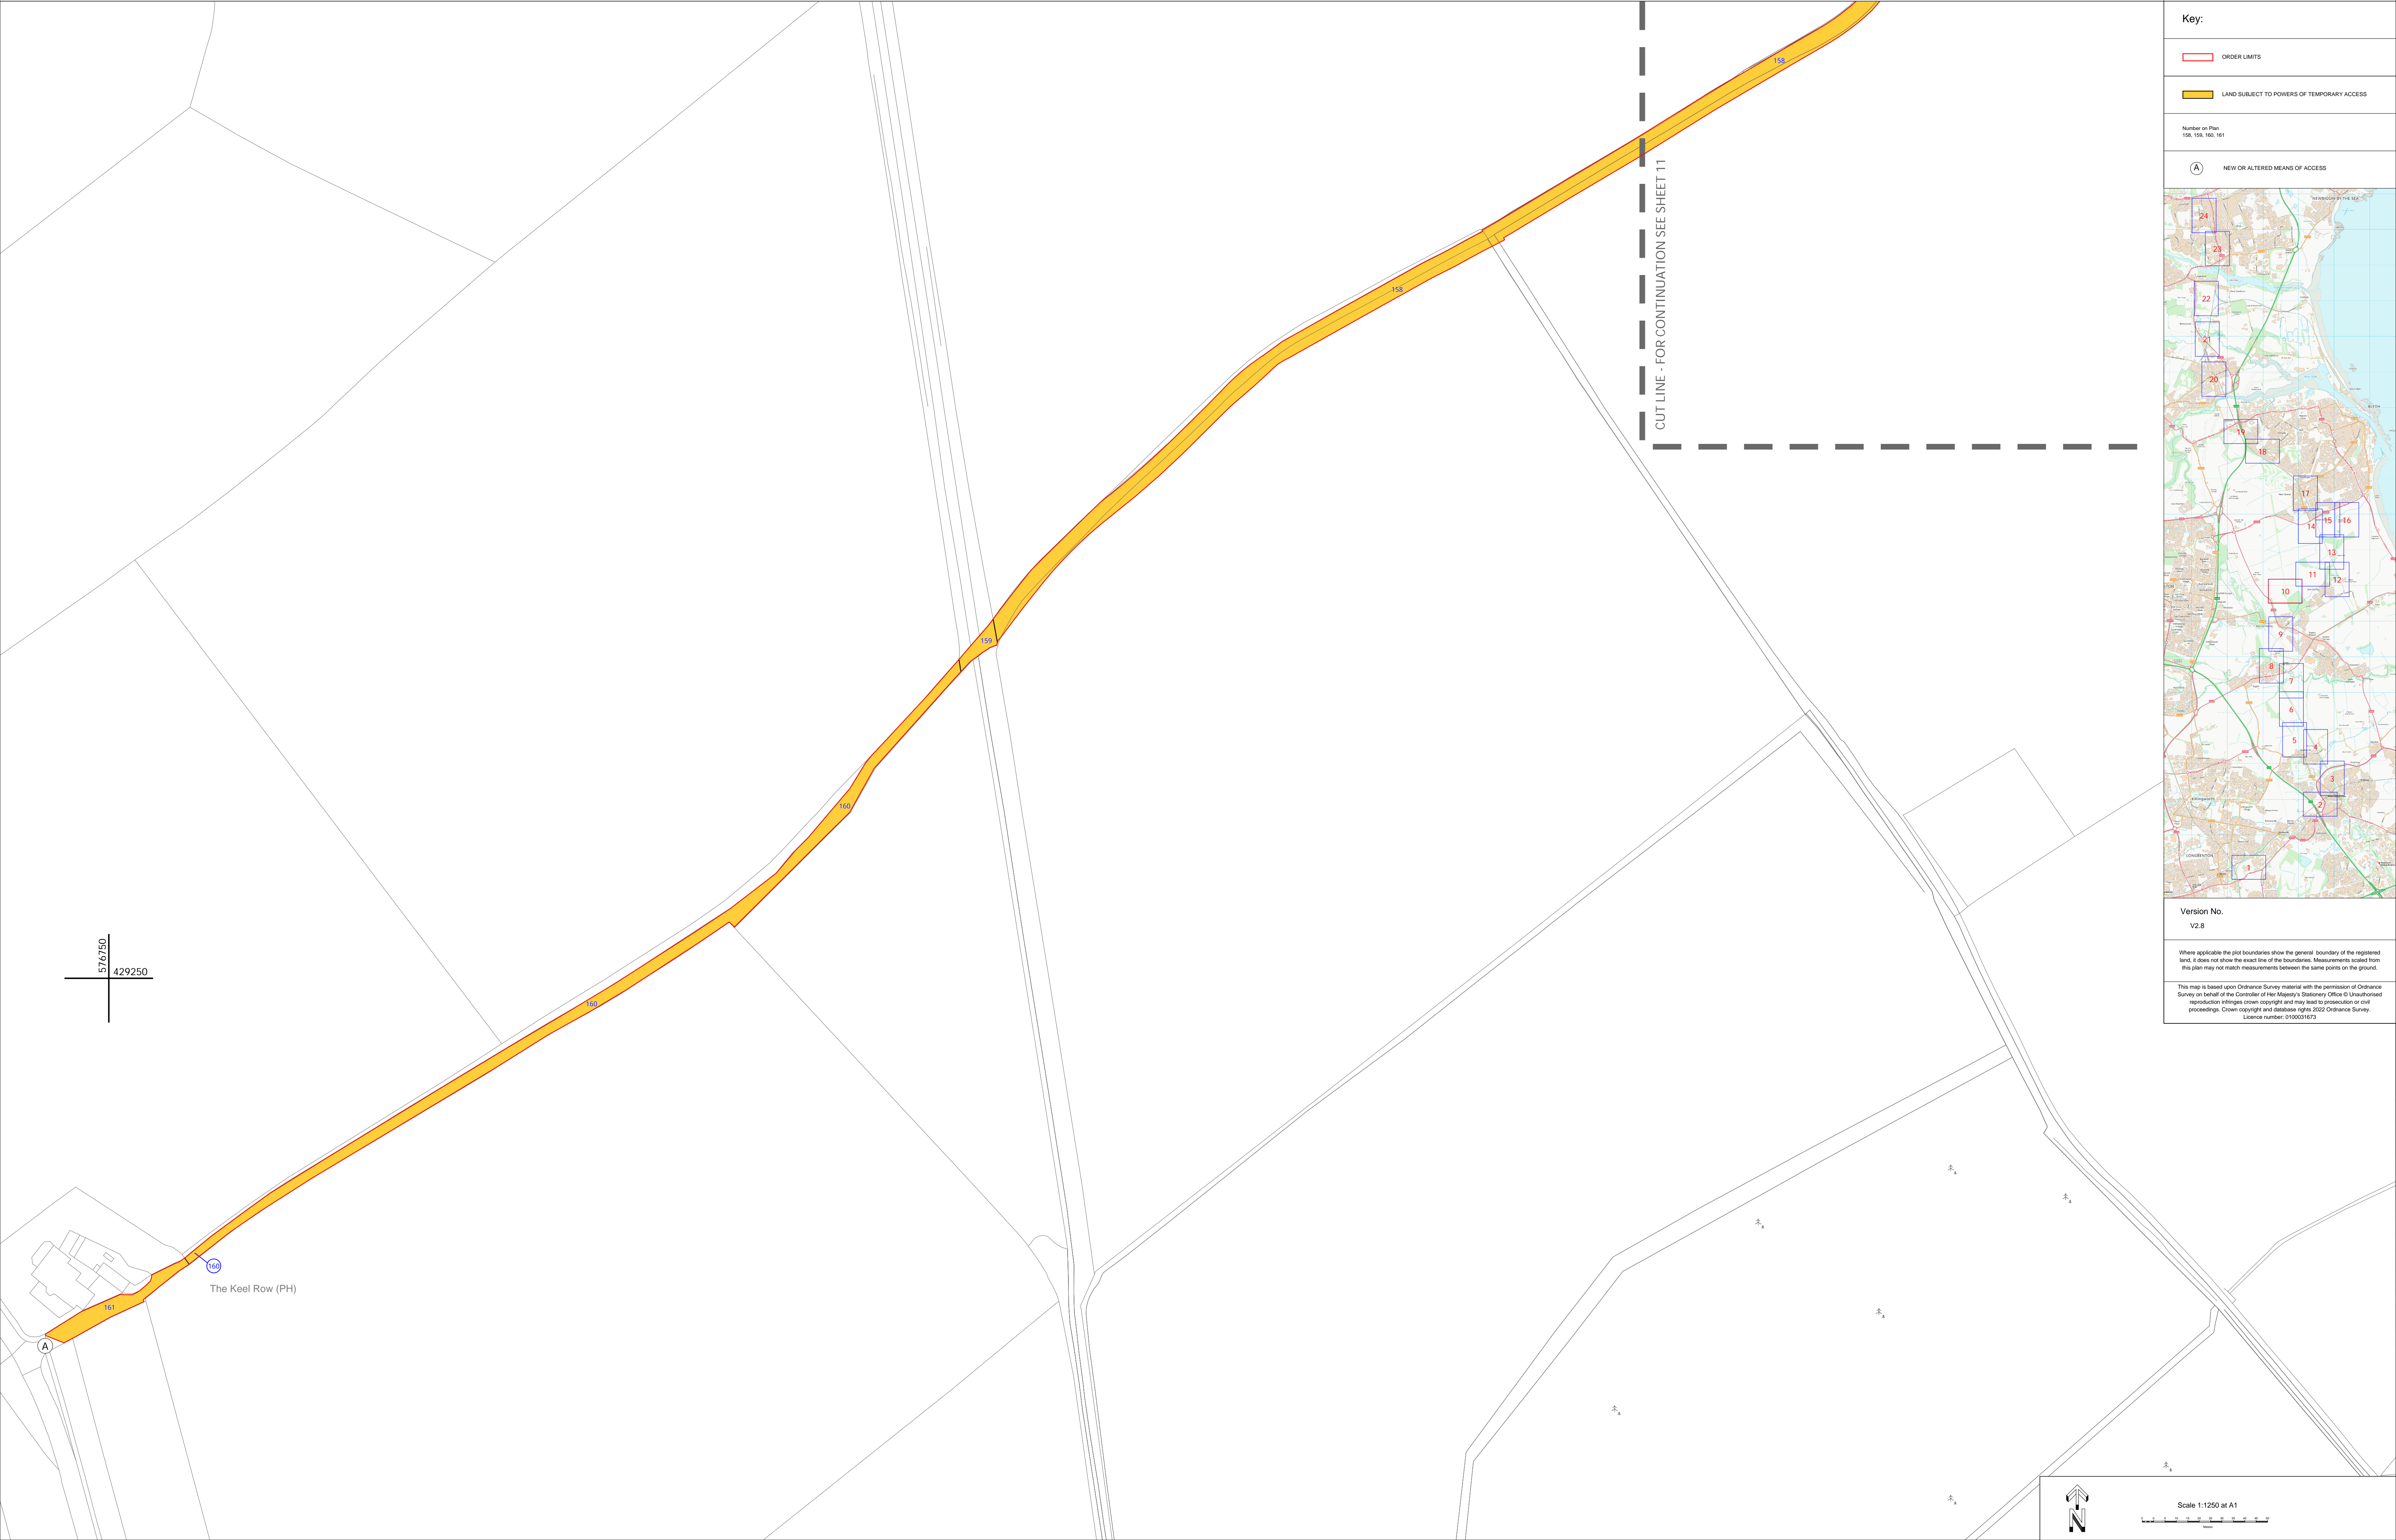 158
CUT LINE - FOR CONTINUATION SEE SHEET 11
158
159
160
576750
429250
160
160
The Keel Row (PH)
161
A
Key:
ORDER LIMITS
LAND SUBJECT TO POWERS OF TEMPORARY ACCESS
Number on Plan
158, 159, 160, 161
A
NEW OR ALTERED MEANS OF ACCESS
24
23
22
21
20
19
18
17
15
16
14
13
11
12
10
9
8
7
6
5
4
3
2
1
NEWBIGGIN BY THE SEA
BLYTH
Killingworth
LONGBENTON
Version No.
V2.8
Where applicable the plot boundaries show the general boundary of the registered
land, it does not show the exact line of the boundaries. Measurements scaled from
this plan may not match measurements between the same points on the ground.
This map is based upon Ordnance Survey material with the permission of Ordnance
Survey on behalf of the Controller of Her Majesty's Stationery Office © Unauthorised
reproduction infringes crown copyright and may lead to prosecution or civil
proceedings. Crown copyright and database rights 2022 Ordnance Survey.
Licence number: 0100031673
N
Scale 1:1250 at A1
Metres